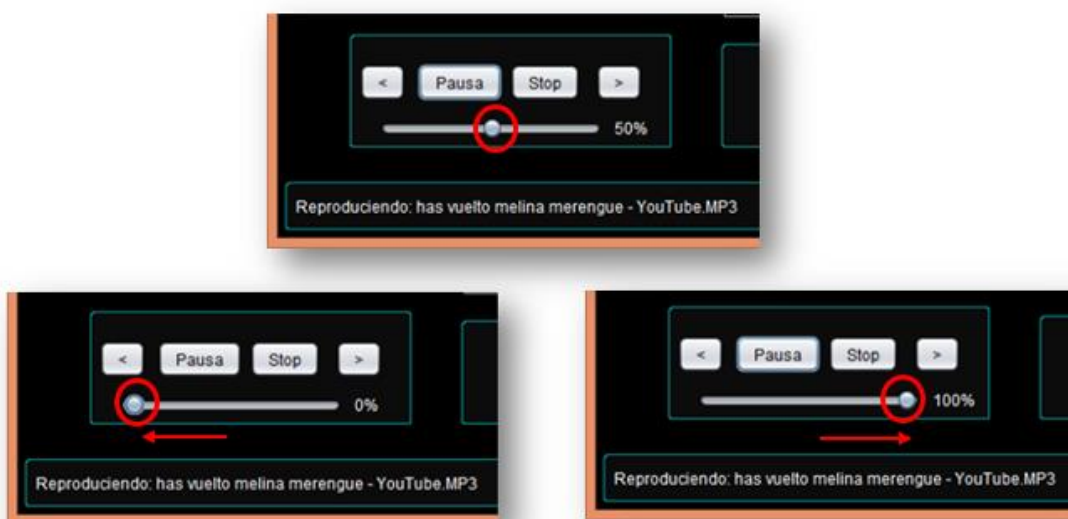 < Pausa Stop >
50%
Reproduciendo: has vuelto melina merengue - YouTube.MP3
< Pausa Stop >
0%
Reproduciendo: has vuelto melina merengue - YouTube.MP3
< Pausa Stop >
100%
Reproduciendo: has vuelto melina merengue - YouTube.MP3